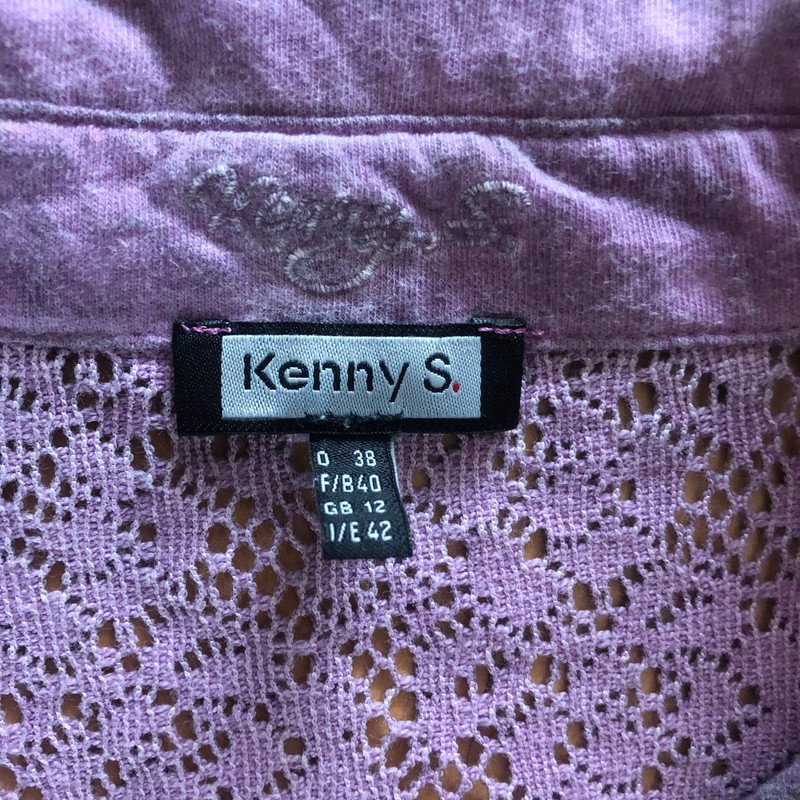 Kenny S.
Kenny S.
D 38
F/B 40
GB 12
I/E 42